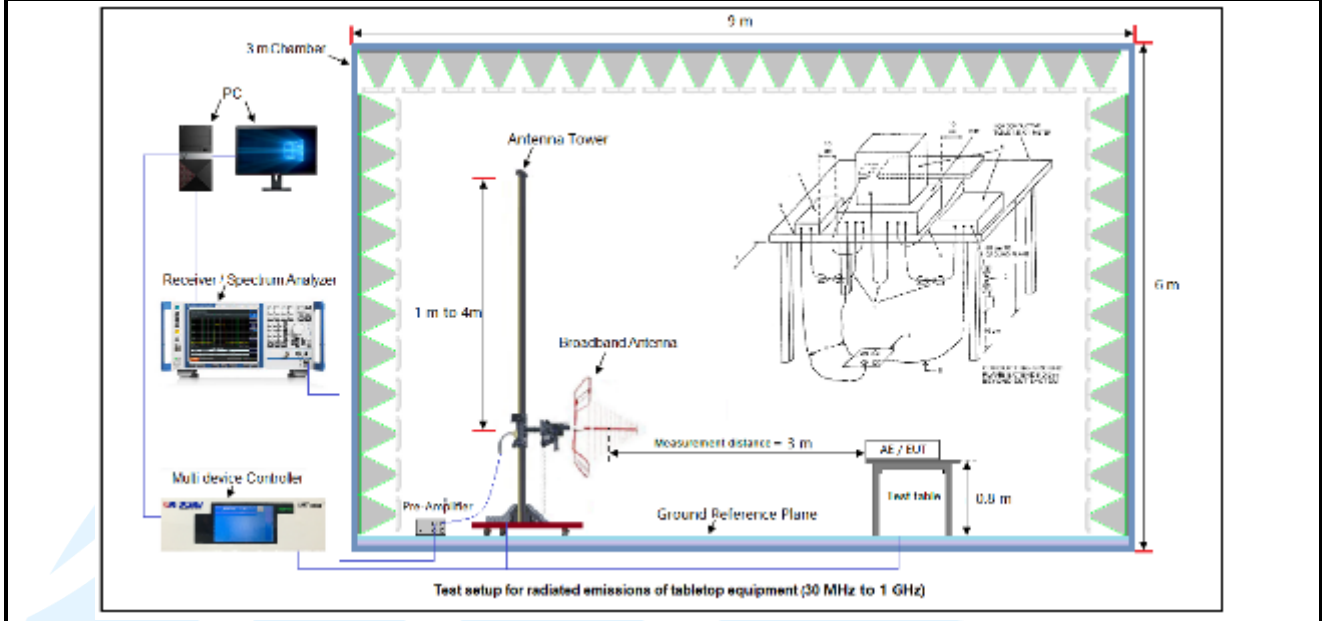 9 m
3 m Chamber
PC
Antenna Tower
Receiver / Spectrum Analyzer
1 m to 4m
6 m
Broadband Antenna
Measurement distance = 3 m
AE / EUT
Multi device Controller
Pre-Amplifier
Test table
0.8 m
Ground Reference Plane
Test setup for radiated emissions of tabletop equipment (30 MHz to 1 GHz)